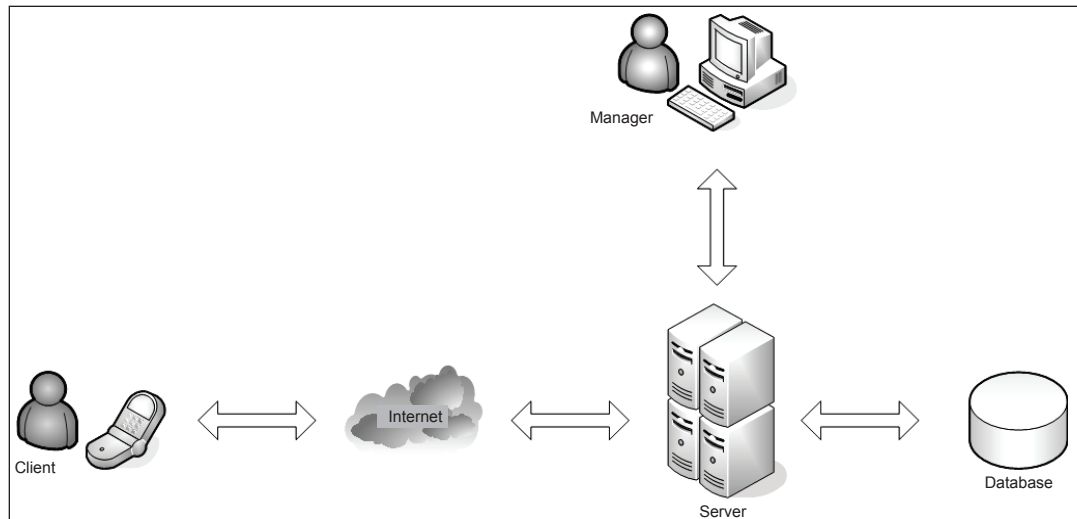 Manager
Internet
Client
Database
Server